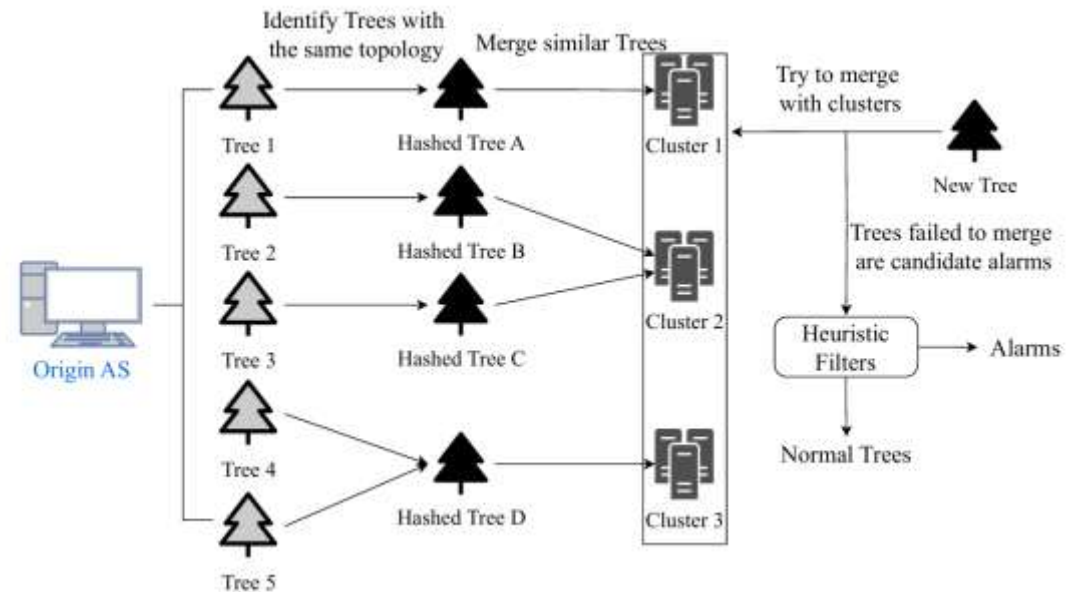 Identify Trees with
the same topology
Merge similar Trees
Try to merge
with clusters
Tree 1
Hashed Tree A
Cluster 1
New Tree
Tree 2
Hashed Tree B
Trees failed to merge
are candidate alarms
Tree 3
Hashed Tree C
Cluster 2
Origin AS
Heuristic
Filters
Alarms
Tree 4
Normal Trees
Hashed Tree D
Cluster 3
Tree 5